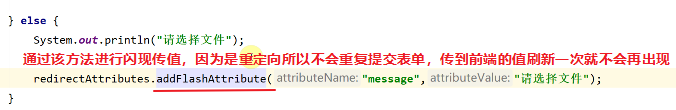 } else {
System.out.println("请选择文件");
通过该方法进行闪现传值，因为是重定向所以不会重复提交表单，传到前端的值刷新一次就不会再出现
redirectAttributes.addFlashAttribute( attributeName: "message", attributeValue: "请选择文件");
}